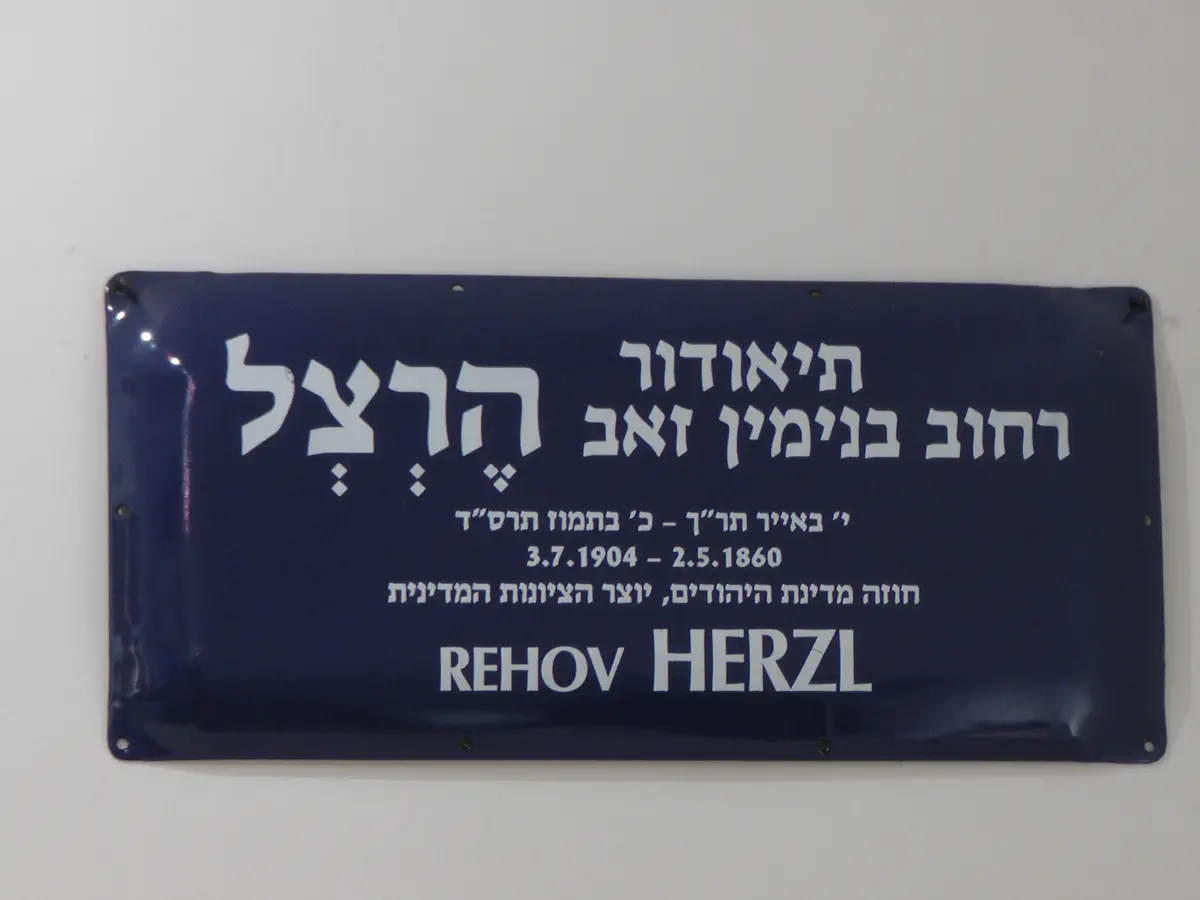 תיאודור
רחוב בנימין זאב הֶרְצְל
י׳ באייר תר״ך – כ׳ בתמוז תרס״ד
3.7.1904 – 2.5.1860
חוזה מדינת היהודים, יוצר הציונות המדינית
REHOV HERZL